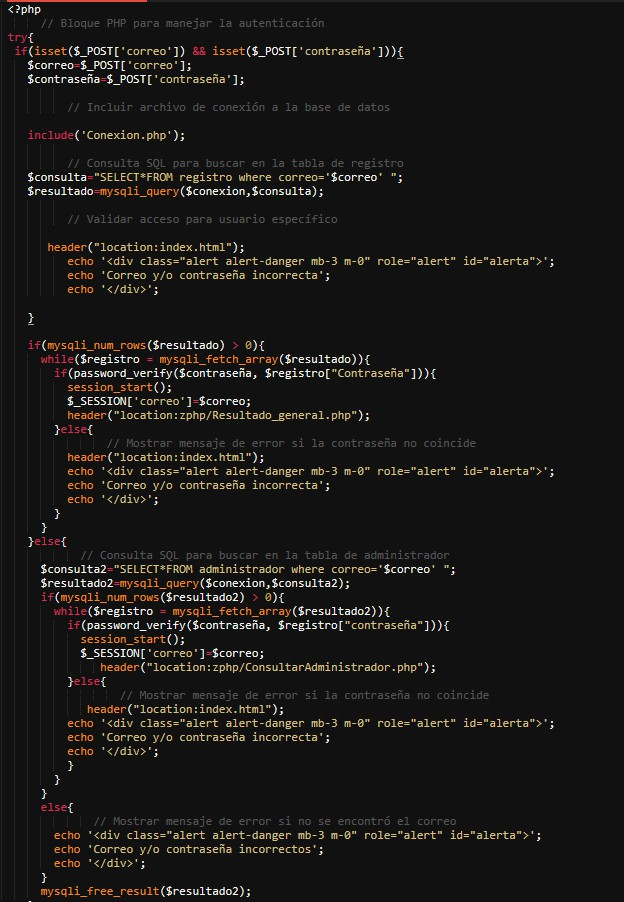 <?php
// Bloque PHP para manejar la autenticación
try{
if(isset($_POST['correo']) && isset($_POST['contraseña'])){
$correo=$_POST['correo'];
$contraseña=$_POST['contraseña'];
// Incluir archivo de conexión a la base de datos
include('Conexion.php');
// Consulta SQL para buscar en la tabla de registro
$consulta="SELECT*FROM registro where correo='$correo' ";
$resultado=mysqli_query($conexion,$consulta);
// Validar acceso para usuario específico
header("location:index.html");
echo '<div class="alert alert-danger mb-3 m-0" role="alert" id="alerta">';
echo 'Correo y/o contraseña incorrecta';
echo '</div>';
}
if(mysqli_num_rows($resultado) > 0){
while($registro = mysqli_fetch_array($resultado)){
if(password_verify($contraseña, $registro["Contraseña"])){
session_start();
$_SESSION['correo']=$correo;
header("location:zphp/Resultado_general.php");
}else{
// Mostrar mensaje de error si la contraseña no coincide
header("location:index.html");
echo '<div class="alert alert-danger mb-3 m-0" role="alert" id="alerta">';
echo 'Correo y/o contraseña incorrecta';
echo '</div>';
}
}
}else{
// Consulta SQL para buscar en la tabla de administrador
$consulta2="SELECT*FROM administrador where correo='$correo' ";
$resultado2=mysqli_query($conexion,$consulta2);
if(mysqli_num_rows($resultado2) > 0){
while($registro = mysqli_fetch_array($resultado2)){
if(password_verify($contraseña, $registro["contraseña"])){
session_start();
$_SESSION['correo']=$correo;
header("location:zphp/ConsultarAdministrador.php");
}else{
// Mostrar mensaje de error si la contraseña no coincide
header("location:index.html");
echo '<div class="alert alert-danger mb-3 m-0" role="alert" id="alerta">';
echo 'Correo y/o contraseña incorrecta';
echo '</div>';
}
}
}
else{
// Mostrar mensaje de error si no se encontró el correo
echo '<div class="alert alert-danger mb-3 m-0" role="alert" id="alerta">';
echo 'Correo y/o contraseña incorrectos';
echo '</div>';
}
mysqli_free_result($resultado2);